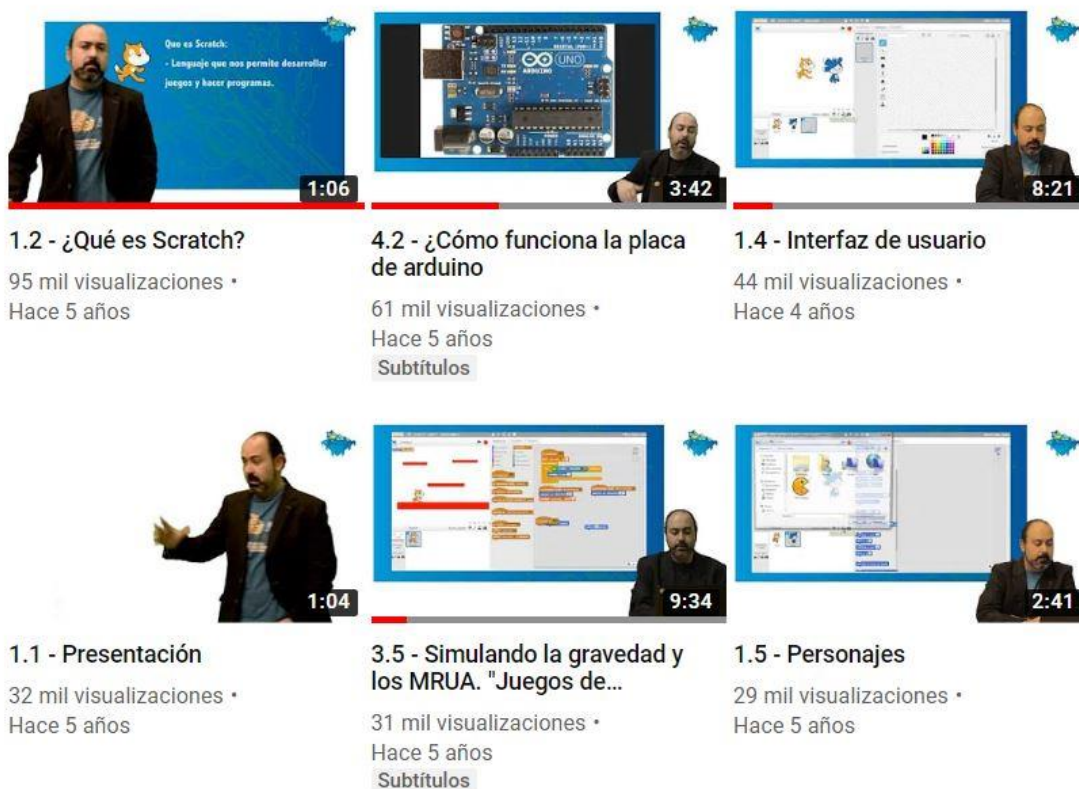 Que es Scratch:
- Lenguaje que nos permite desarrollar
juegos y hacer programas.
1:06
ARDUINO
UNO
3:42
8:21
1.2 - ¿Qué es Scratch?
95 mil visualizaciones •
Hace 5 años
4.2 - ¿Cómo funciona la placa
de arduino
61 mil visualizaciones •
Hace 5 años
Subtítulos
1.4 - Interfaz de usuario
44 mil visualizaciones •
Hace 4 años
1:04
9:34
2:41
1.1 - Presentación
32 mil visualizaciones •
Hace 5 años
3.5 - Simulando la gravedad y
los MRUA. "Juegos de...
31 mil visualizaciones •
Hace 5 años
Subtítulos
1.5 - Personajes
29 mil visualizaciones •
Hace 5 años